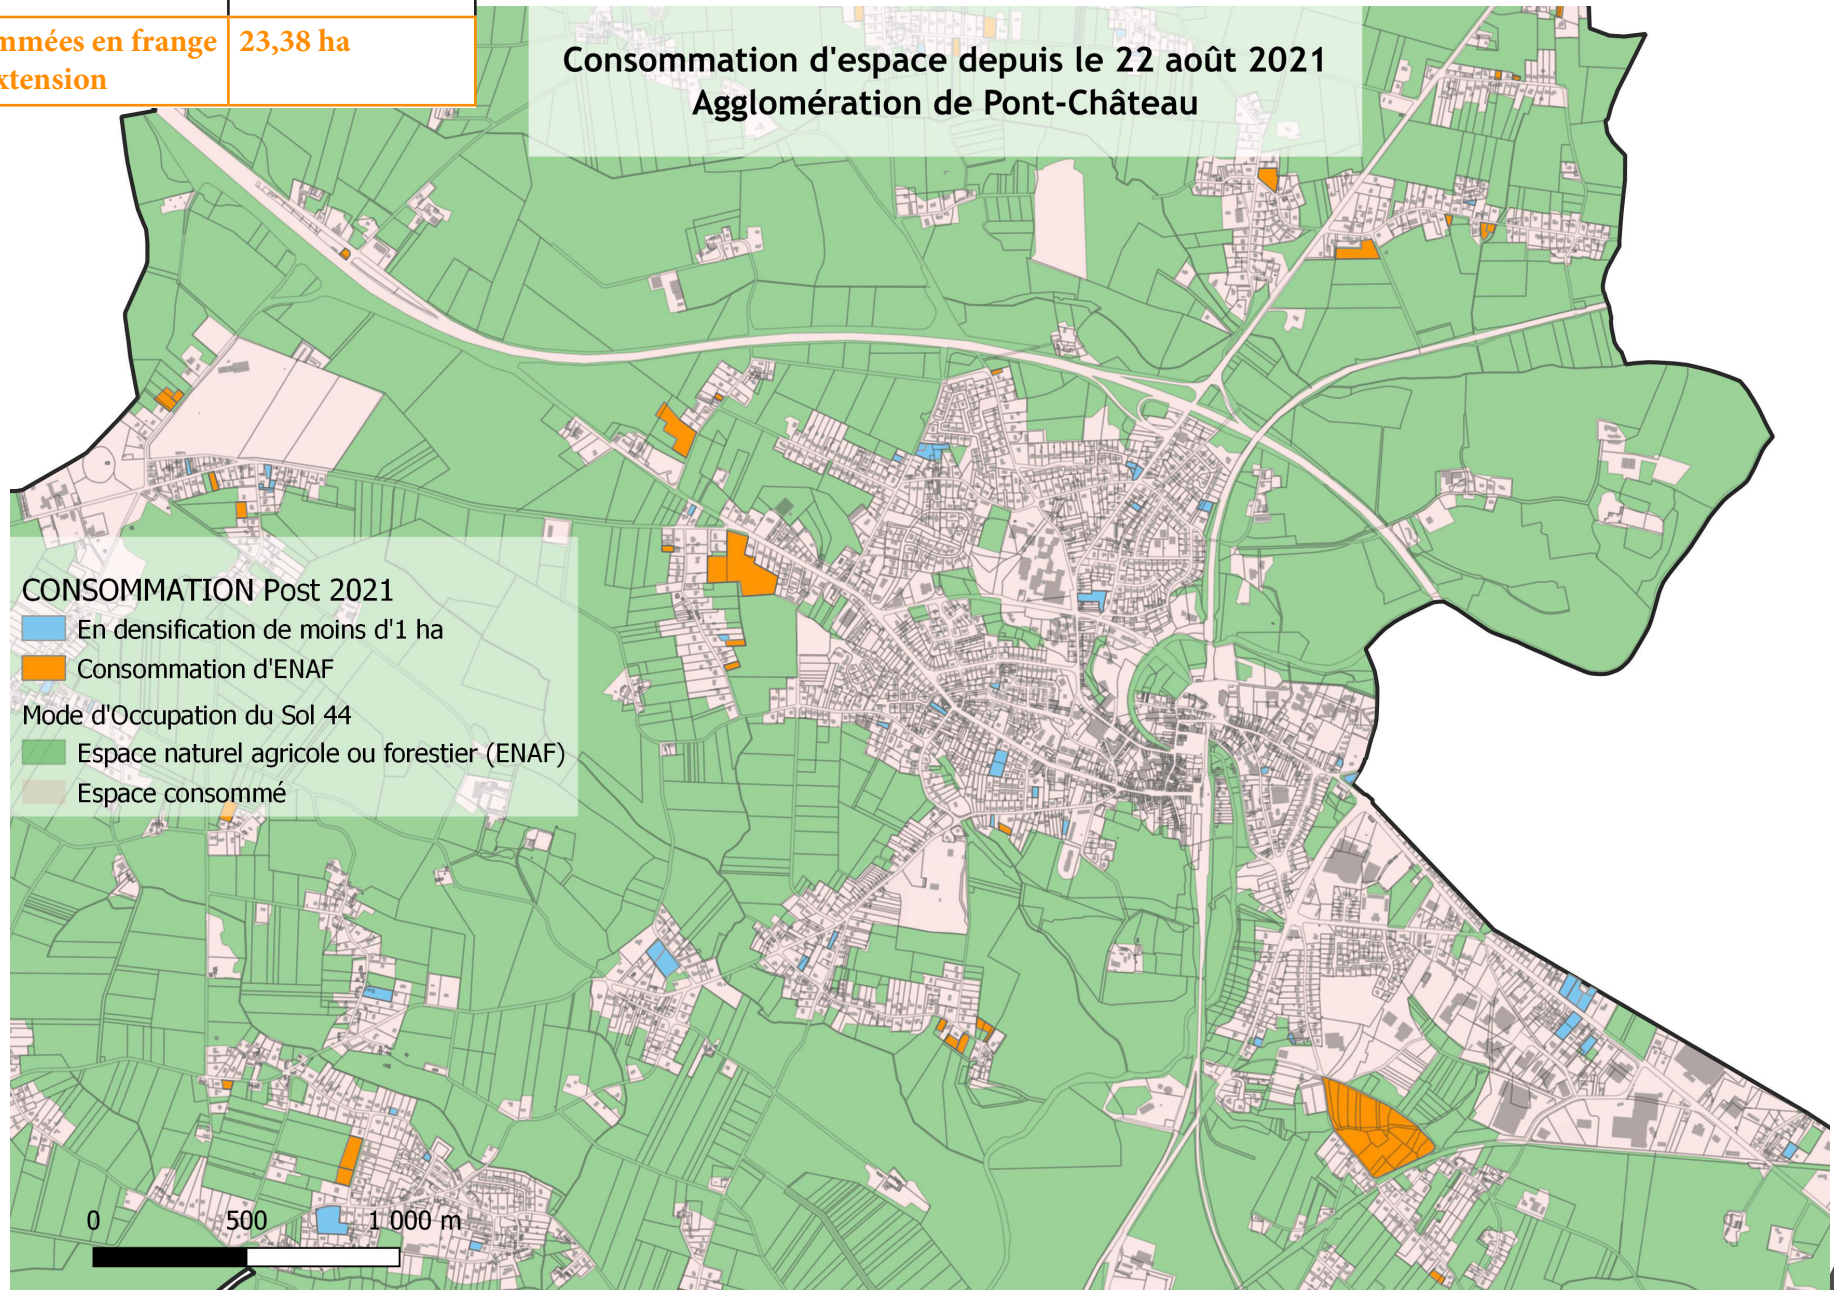 en frange
23,38 ha
Consommation d'espace depuis le 22 août 2021
Agglomération de Pont-Château
CONSOMMATION Post 2021
En densification de moins d'1 ha
Consommation d'ENAF
Mode d'Occupation du Sol 44
Espace naturel agricole ou forestier (ENAF)
Espace consommé
0 500 1 000 m